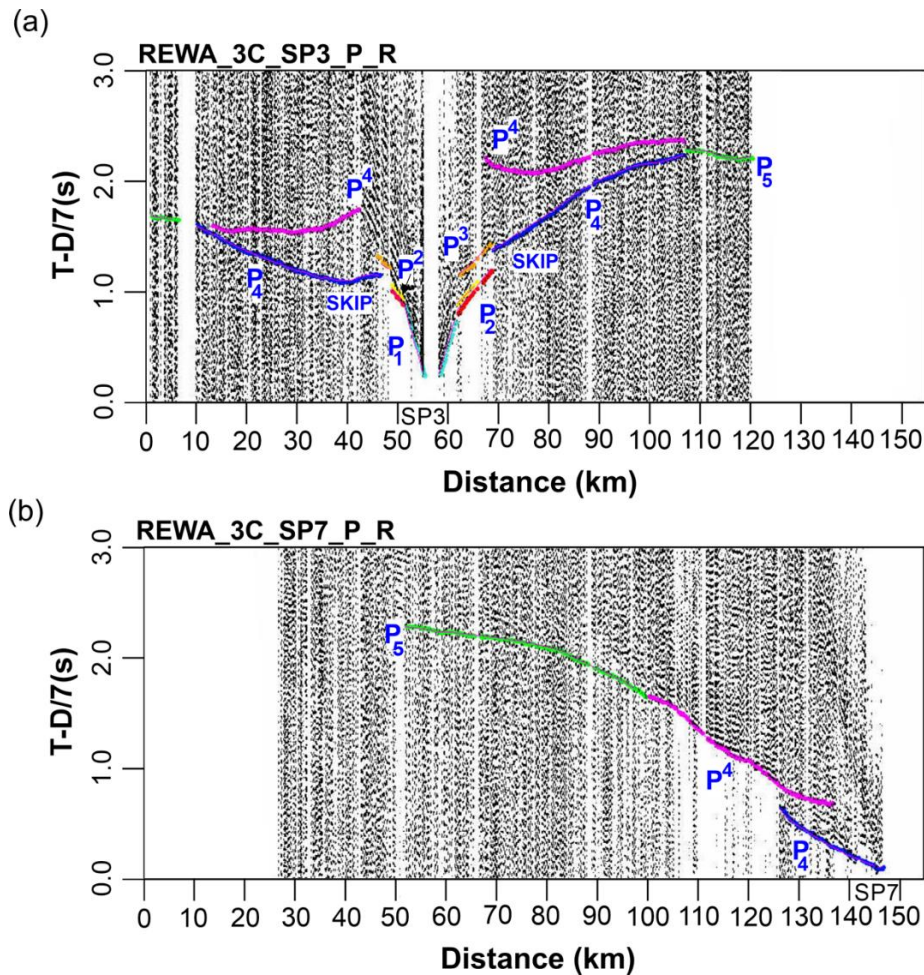 (a)
REWA_3C_SP3_P_R
3.0
2.0
1.0
0.0
T-D/7(s)
P⁴
P⁴
P₅
P₄
P³
P₄
SKIP
P²
SKIP
P₂
P₁
SP3
0 10 20 30 40 50 60 70 80 90 100 110 120 130 140 150
Distance (km)
(b)
REWA_3C_SP7_P_R
3.0
2.0
1.0
0.0
T-D/7(s)
P₅
P⁴
P₄
SP7
0 10 20 30 40 50 60 70 80 90 100 110 120 130 140 150
Distance (km)